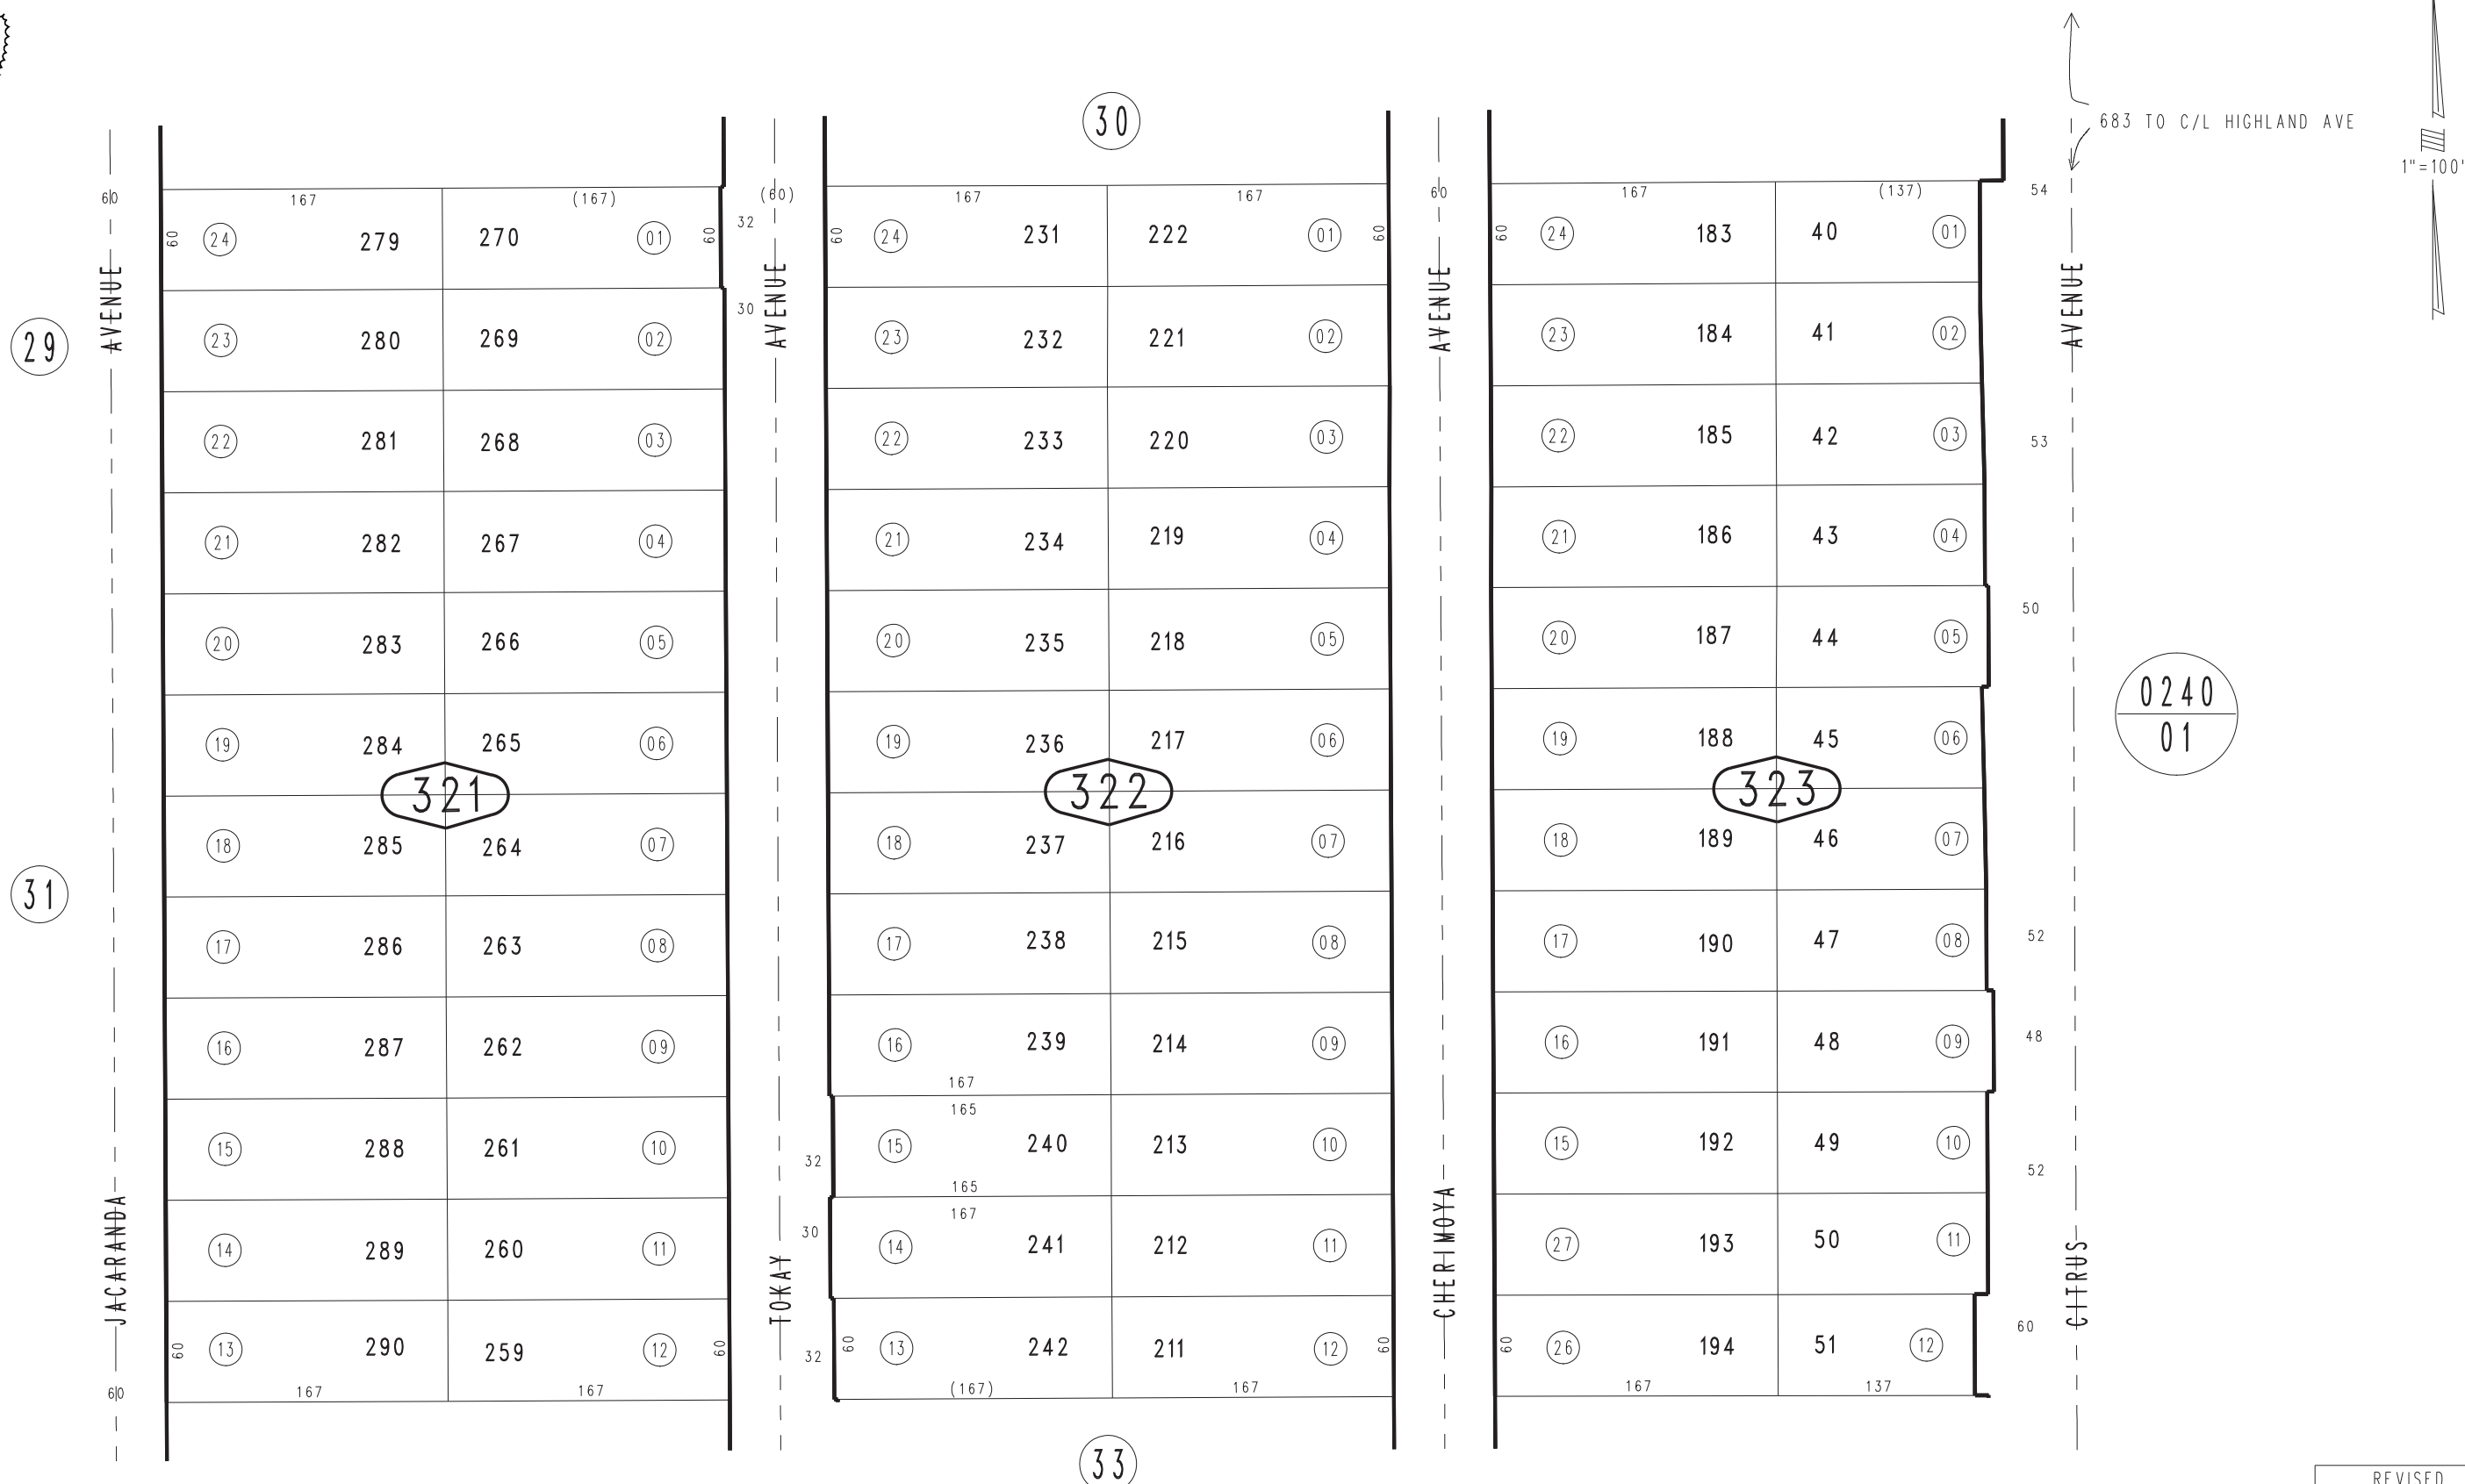 30
683 TO C/L HIGHLAND AVE
1"=100'
60 167 (167) (60) 167 167 60 167 (137) 54
60 24 279 270 01 60 32 60 24 231 222 01 60 60 24 183 40 01
AVENUE AVENUE AVENUE AVENUE
30
29 23 280 269 02 23 232 221 02 23 184 41 02
22 281 268 03 22 233 220 03 22 185 42 03 53
21 282 267 04 21 234 219 04 21 186 43 04
50
20 283 266 05 20 235 218 05 20 187 44 05
0240
01
19 284 265 06 19 236 217 06 19 188 45 06
321 322 323
18 285 264 07 18 237 216 07 18 189 46 07
31
17 286 263 08 17 238 215 08 17 190 47 08 52
16 287 262 09 16 239 214 09 16 191 48 09 48
167
165
15 288 261 10 32 15 240 213 10 15 192 49 10 52
165
167
JACARANDA TOKAY CHERIMOYA CITRUS
14 289 260 11 30 14 241 212 11 27 193 50 11
60 13 290 259 12 60 32 60 13 242 211 12 60 60 26 194 51 12 60
60 167 167 (167) 167 167 137
33
REVISED